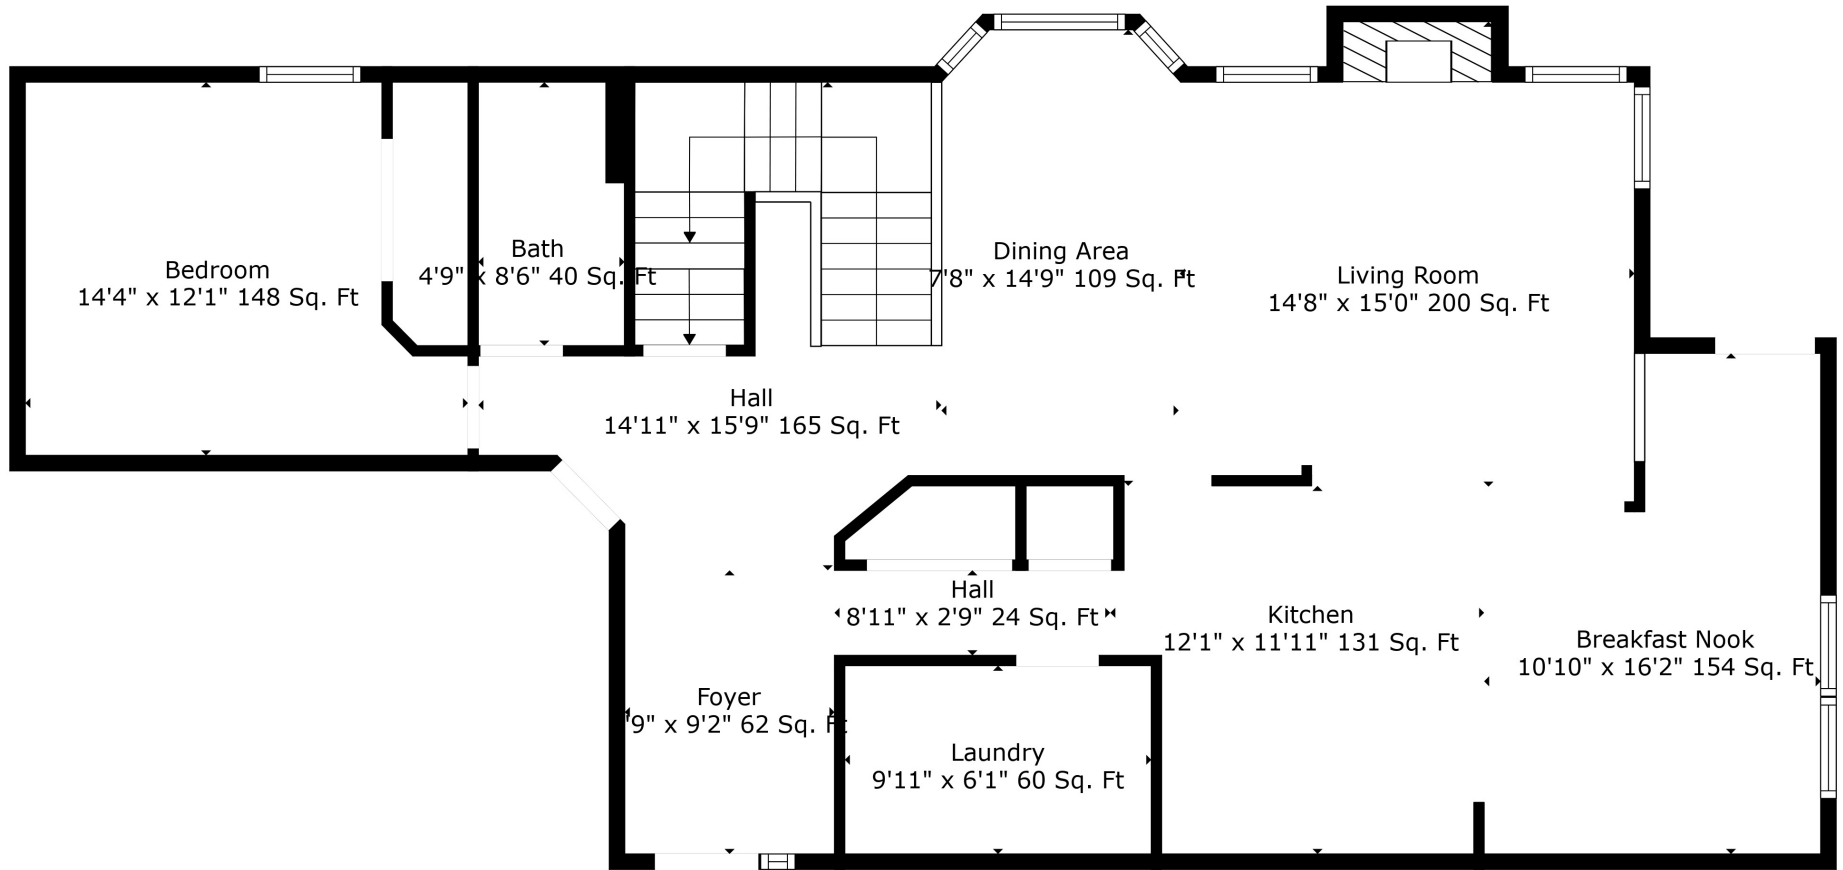 Bedroom
14'4" x 12'1" 148 Sq. Ft
Bath
4'9" x 8'6" 40 Sq. Ft
Dining Area
7'8" x 14'9" 109 Sq. Ft
Living Room
14'8" x 15'0" 200 Sq. Ft
Hall
14'11" x 15'9" 165 Sq. Ft
Hall
8'11" x 2'9" 24 Sq. Ft
Kitchen
12'1" x 11'11" 131 Sq. Ft
Breakfast Nook
10'10" x 16'2" 154 Sq. Ft
Foyer
'9" x 9'2" 62 Sq. Ft
Laundry
9'11" x 6'1" 60 Sq. Ft